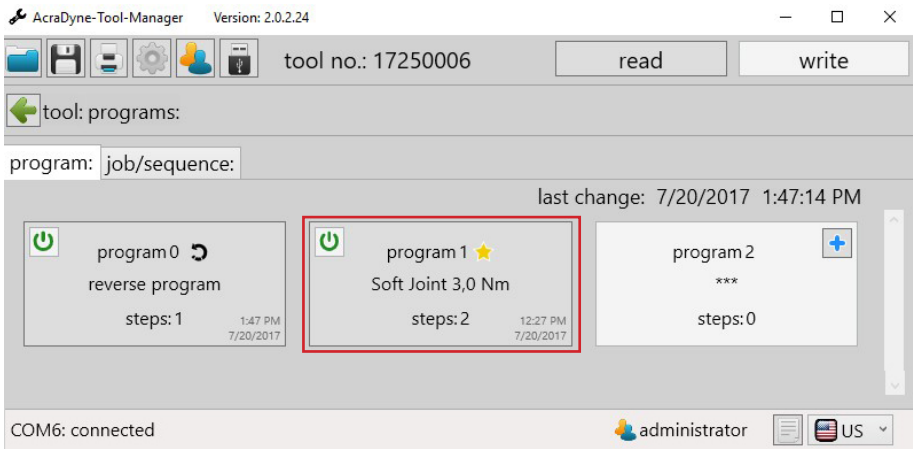 AcraDyne-Tool-Manager Version: 2.0.2.24
tool no.: 17250006 read write
tool: programs:
program: job/sequence:
last change: 7/20/2017 1:47:14 PM
program 0
reverse program
steps: 1
1:47 PM
7/20/2017
program 1
Soft Joint 3,0 Nm
steps: 2
12:27 PM
7/20/2017
program 2
***
steps: 0
COM6: connected administrator US